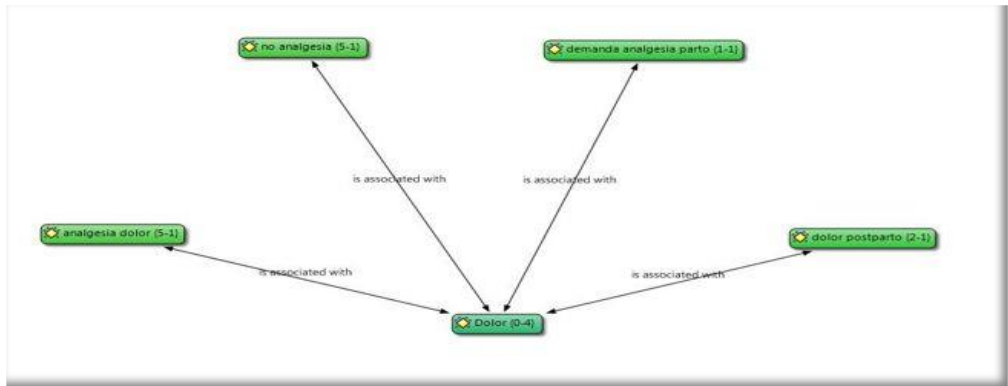 no analgesia (5-1)
demanda analgesia parto (1-1)
is associated with
is associated with
analgesia dolor (5-1)
dolor postparto (2-1)
is associated with
is associated with
Dolor (0-4)